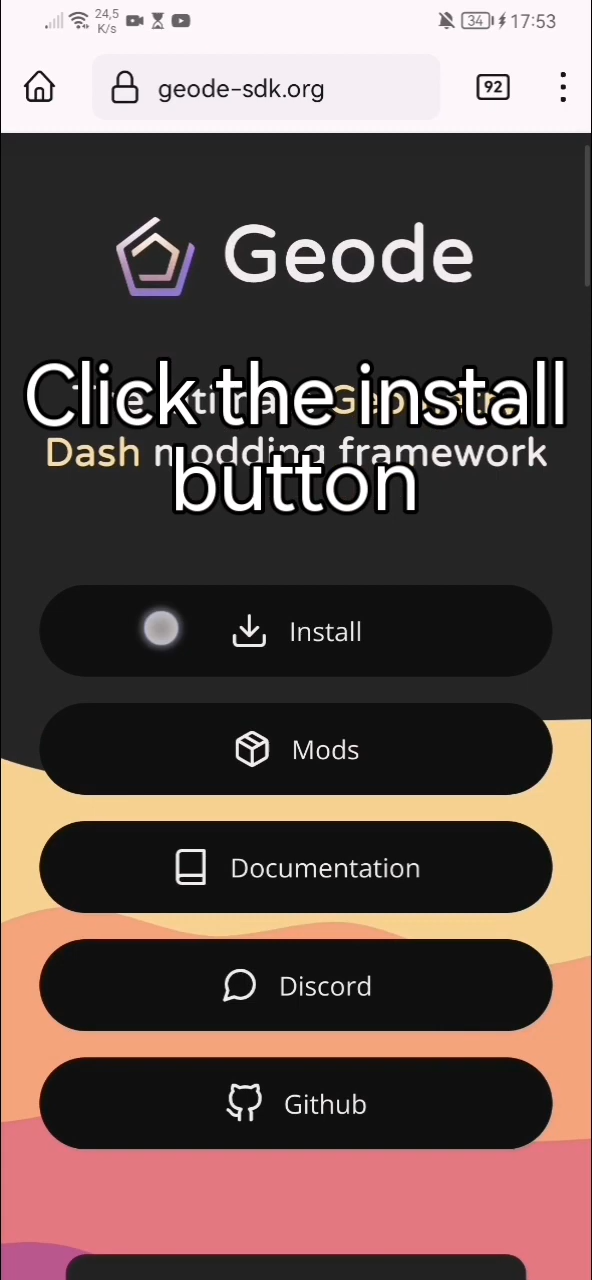 24,5
K/s
34
17:53
geode-sdk.org
92
Geode
Click the install
Dash modding framework
button
Install
Mods
Documentation
Discord
Github